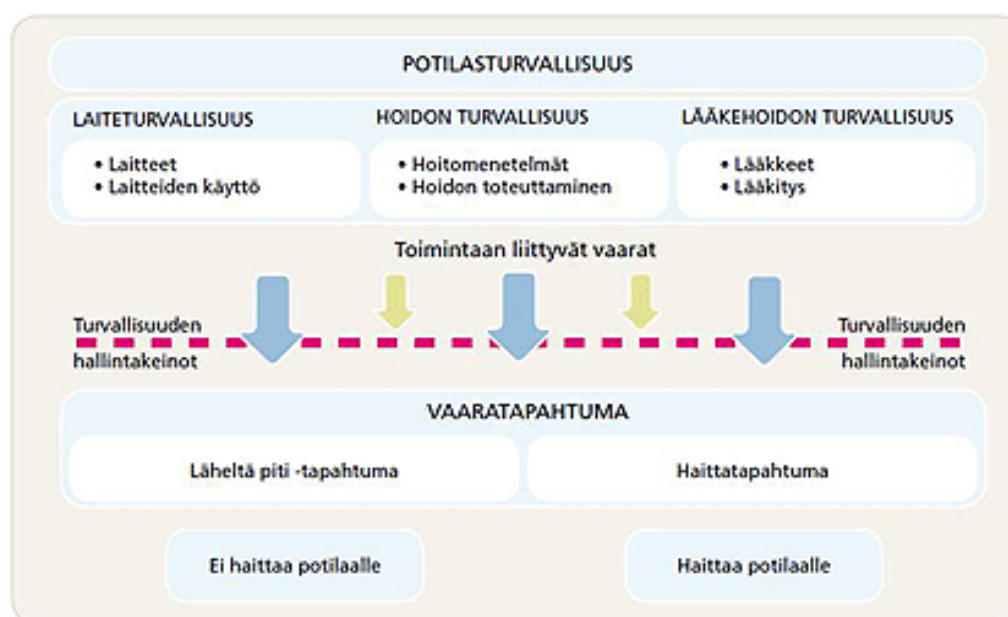 POTILASTURVALLISUUS
LAITETURVALLISUUS
• Laitteet
• Laitteiden käyttö
HOIDON TURVALLISUUS
• Hoitomenetelmät
• Hoidon toteuttaminen
LÄÄKEHOIDON TURVALLISUUS
• Lääkkeet
• Lääkitys
Toimintaan liittyvät vaarat
Turvallisuuden
hallintakeinot
Turvallisuuden
hallintakeinot
VAARATAPAHTUMA
Läheltä piti -tapahtuma
Haittatapahtuma
Ei haittaa potilaalle
Haittaa potilaalle